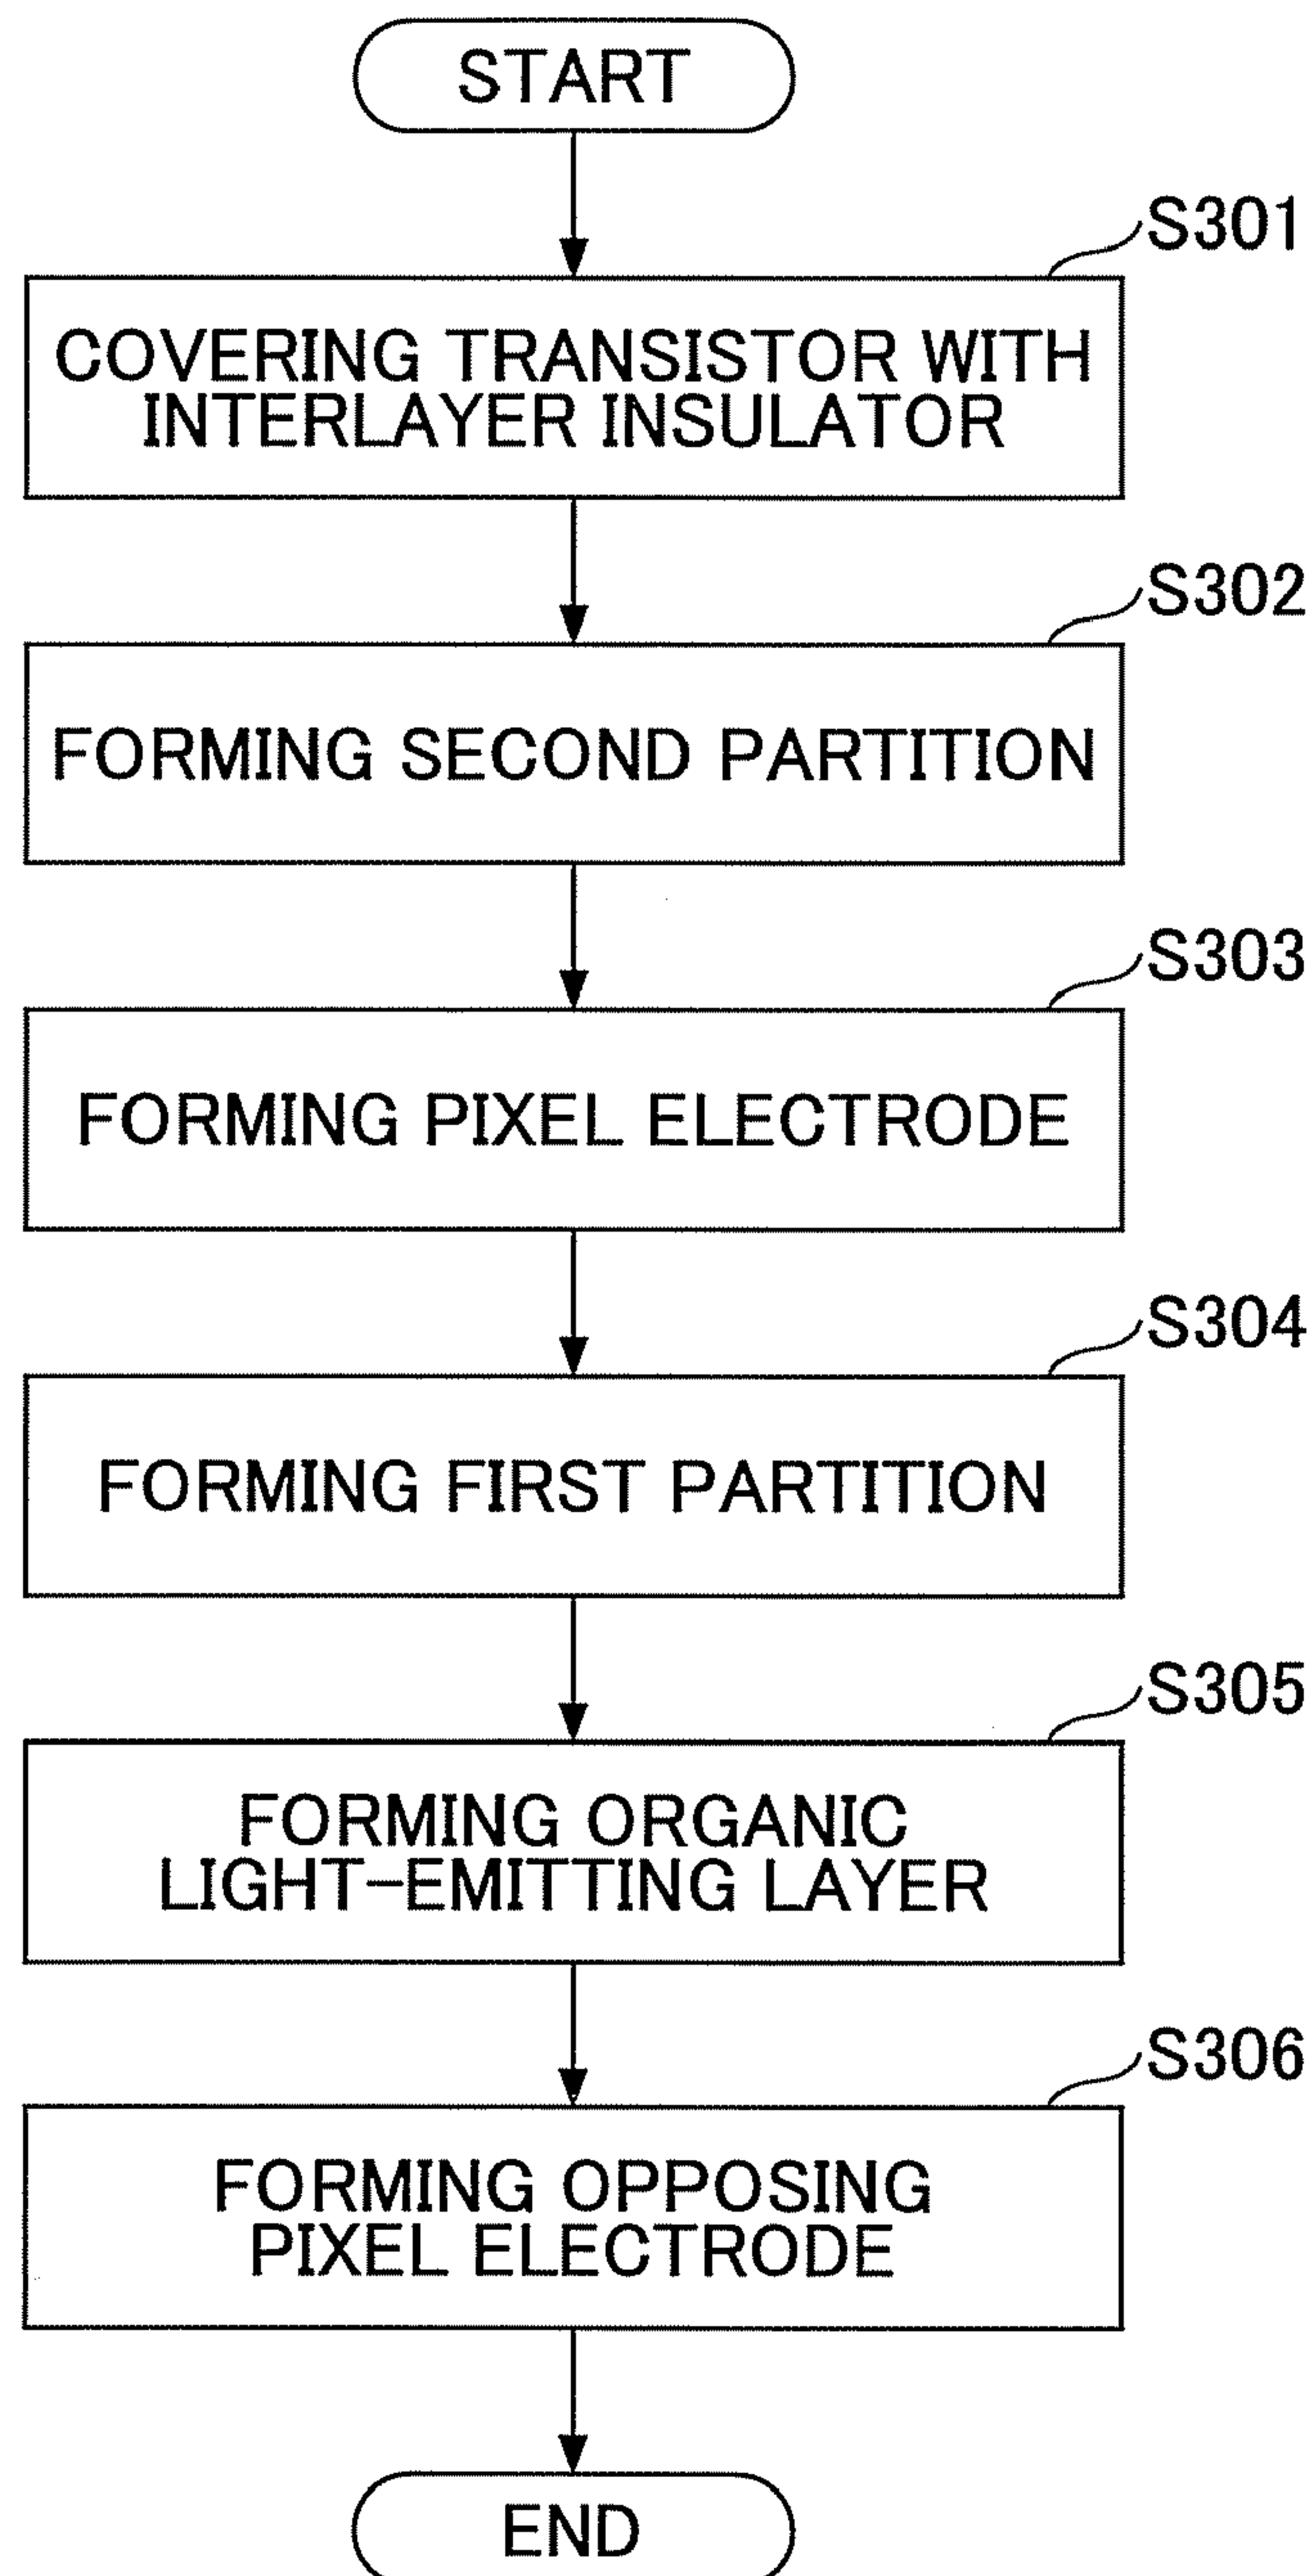 START
S301
COVERING TRANSISTOR WITH
INTERLAYER INSULATOR
S302
FORMING SECOND PARTITION
S303
FORMING PIXEL ELECTRODE
S304
FORMING FIRST PARTITION
S305
FORMING ORGANIC
LIGHT-EMITTING LAYER
S306
FORMING OPPOSING
PIXEL ELECTRODE
END